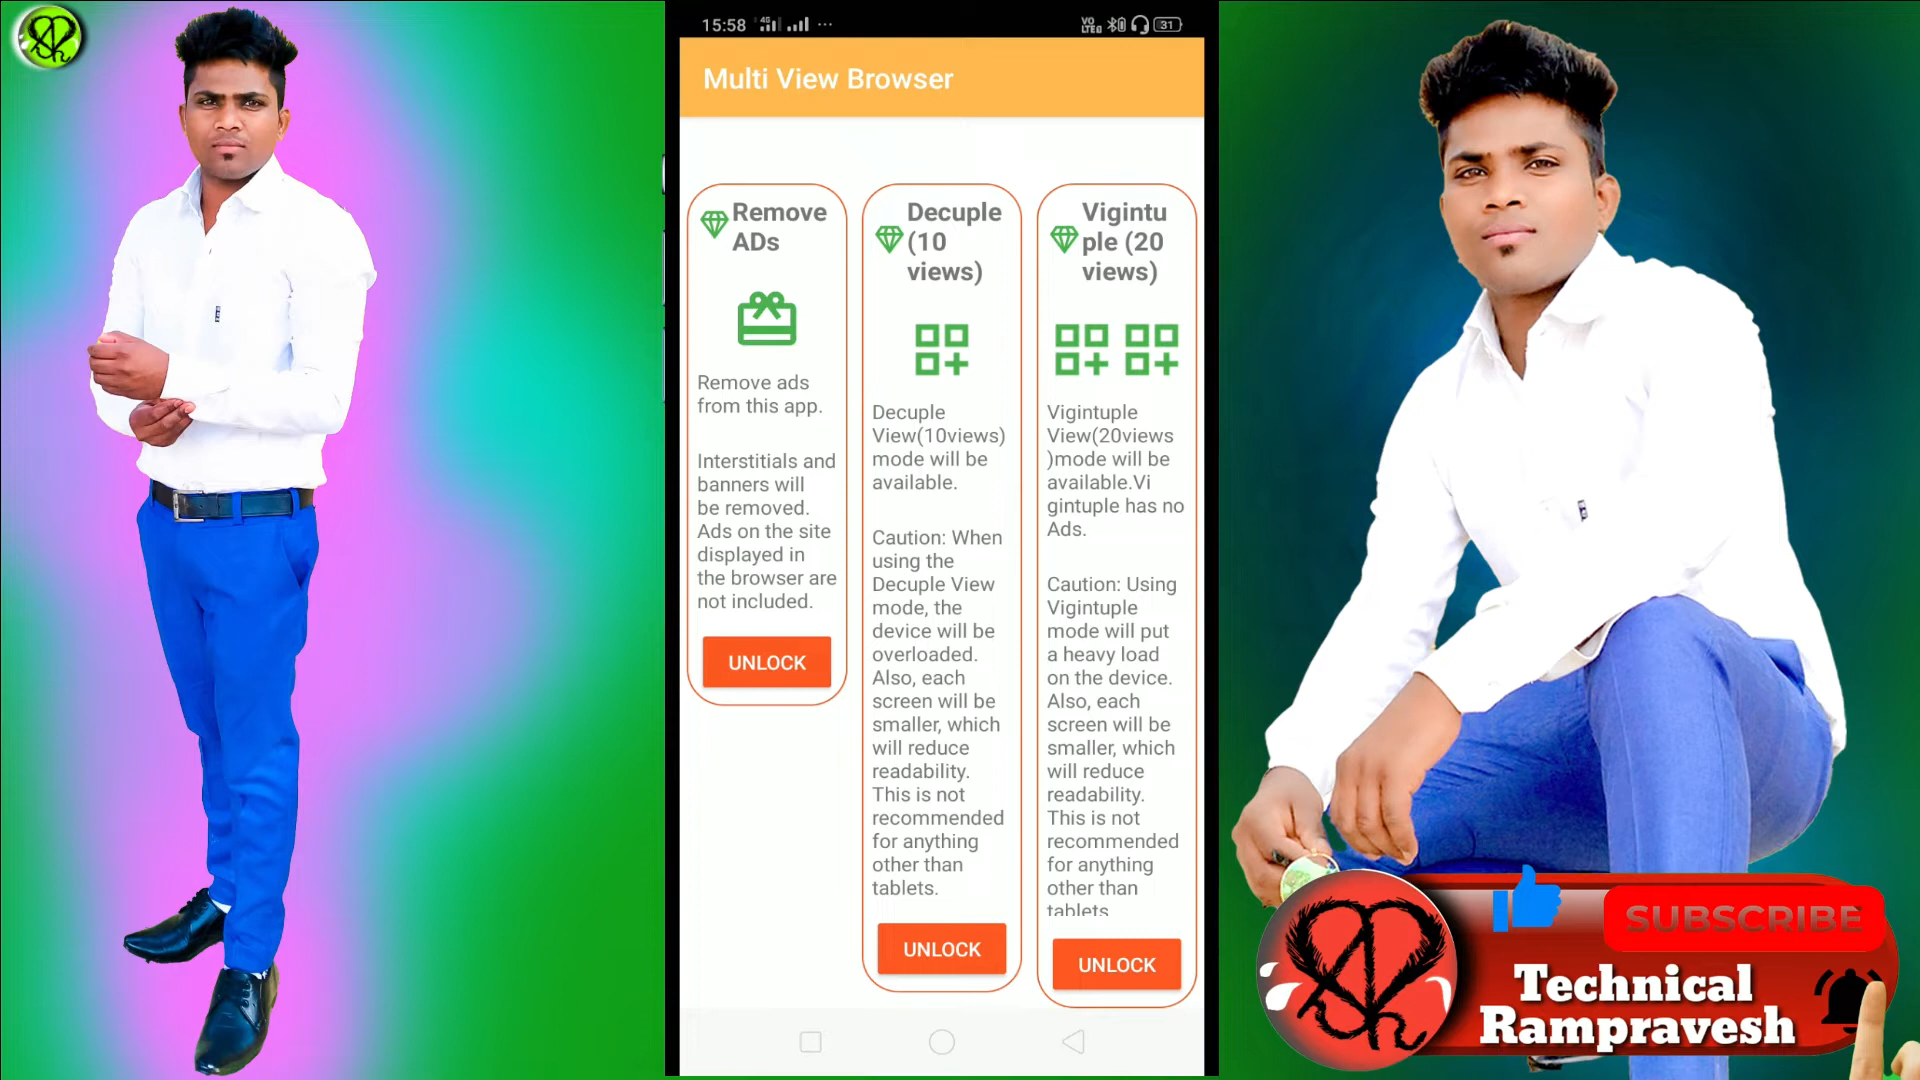 15:58
4G
VO
LTE
31
Multi View Browser
Remove
ADs
Remove ads
from this app.
Interstitials and
banners will
be removed.
Ads on the site
displayed in
the browser are
not included.
UNLOCK
Decuple
(10
views)
Decuple
View(10views)
mode will be
available.
Caution: When
using the
Decuple View
mode, the
device will be
overloaded.
Also, each
screen will be
smaller, which
will reduce
readability.
This is not
recommended
for anything
other than
tablets.
UNLOCK
Vigintu
ple (20
views)
Vigintuple
View(20views
)mode will be
available.Vi
gintuple has no
Ads.
Caution: Using
Vigintuple
mode will put
a heavy load
on the device.
Also, each
screen will be
smaller, which
will reduce
readability.
This is not
recommended
for anything
other than
tablets
UNLOCK
SUBSCRIBE
Technical
Rampravesh